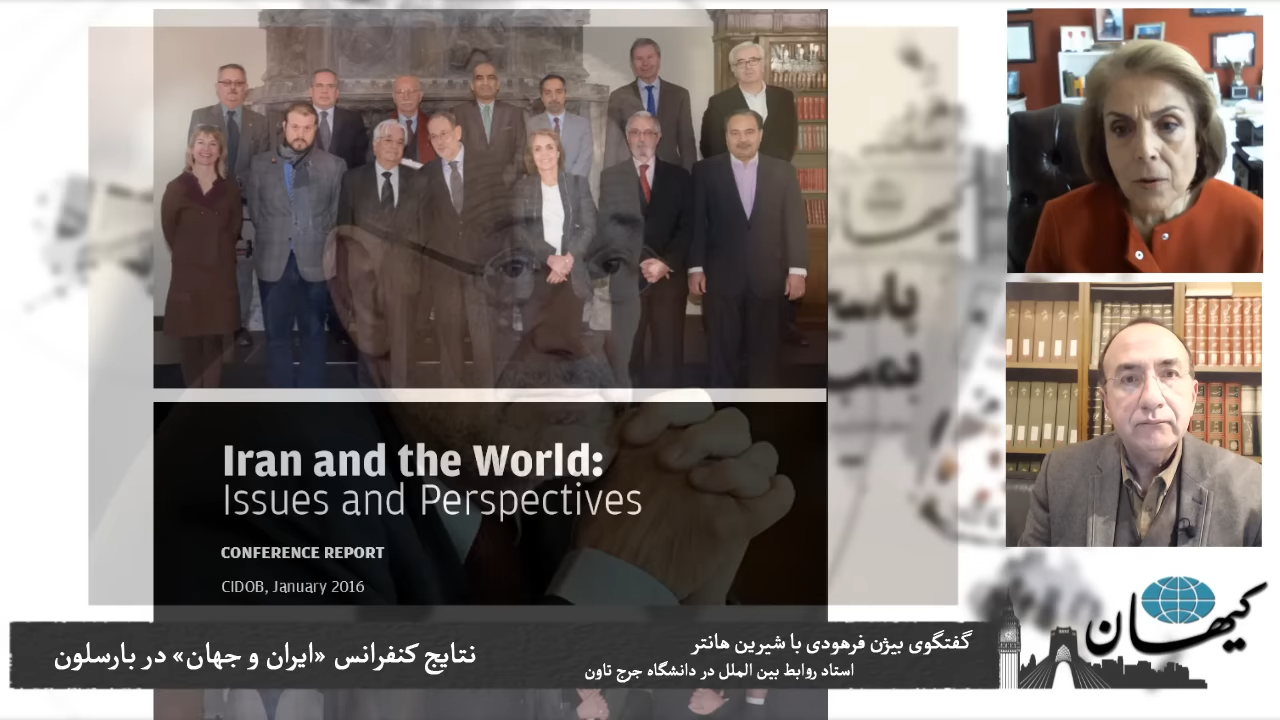 Iran and the World:
Issues and Perspectives
CONFERENCE REPORT
CIDOB, January 2016
گفتگوی بیژن فرهودی با شیرین هانتر
استاد روابط بین الملل در دانشگاه جرج تاون
نتایج کنفرانس «ایران و جهان» در بارسلون
کیهان